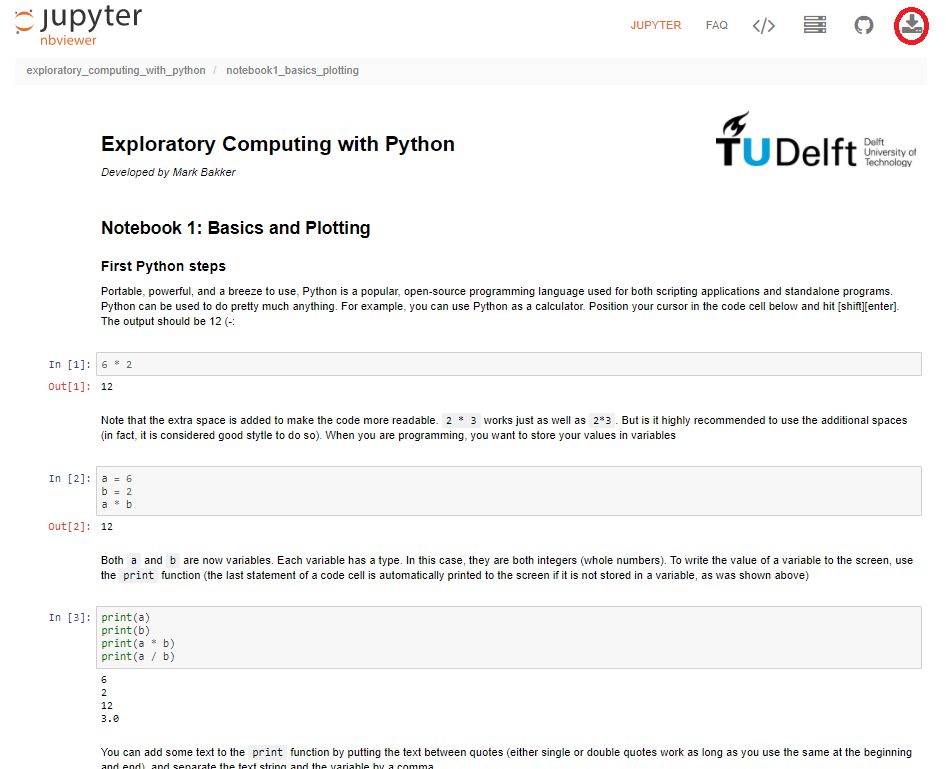 jupyter
nbviewer
JUPYTER FAQ </>
exploratory_computing_with_python / notebook1_basics_plotting
Exploratory Computing with Python
TUDelft Delft
University of
Technology
Developed by Mark Bakker
Notebook 1: Basics and Plotting
First Python steps
Portable, powerful, and a breeze to use, Python is a popular, open-source programming language used for both scripting applications and standalone programs.
Python can be used to do pretty much anything. For example, you can use Python as a calculator. Position your cursor in the code cell below and hit [shift][enter].
The output should be 12 (-:
In [1]: 6 * 2
Out[1]: 12
Note that the extra space is added to make the code more readable. 2 * 3 works just as well as 2*3 . But is it highly recommended to use the additional spaces
(in fact, it is considered good stytle to do so). When you are programming, you want to store your values in variables
In [2]: a = 6
b = 2
a * b
Out[2]: 12
Both a and b are now variables. Each variable has a type. In this case, they are both integers (whole numbers). To write the value of a variable to the screen, use
the print function (the last statement of a code cell is automatically printed to the screen if it is not stored in a variable, as was shown above)
In [3]: print(a)
print(b)
print(a * b)
print(a / b)
6
2
12
3.0
You can add some text to the print function by putting the text between quotes (either single or double quotes work as long as you use the same at the beginning
and end), and separate the text string and the variable by a comma